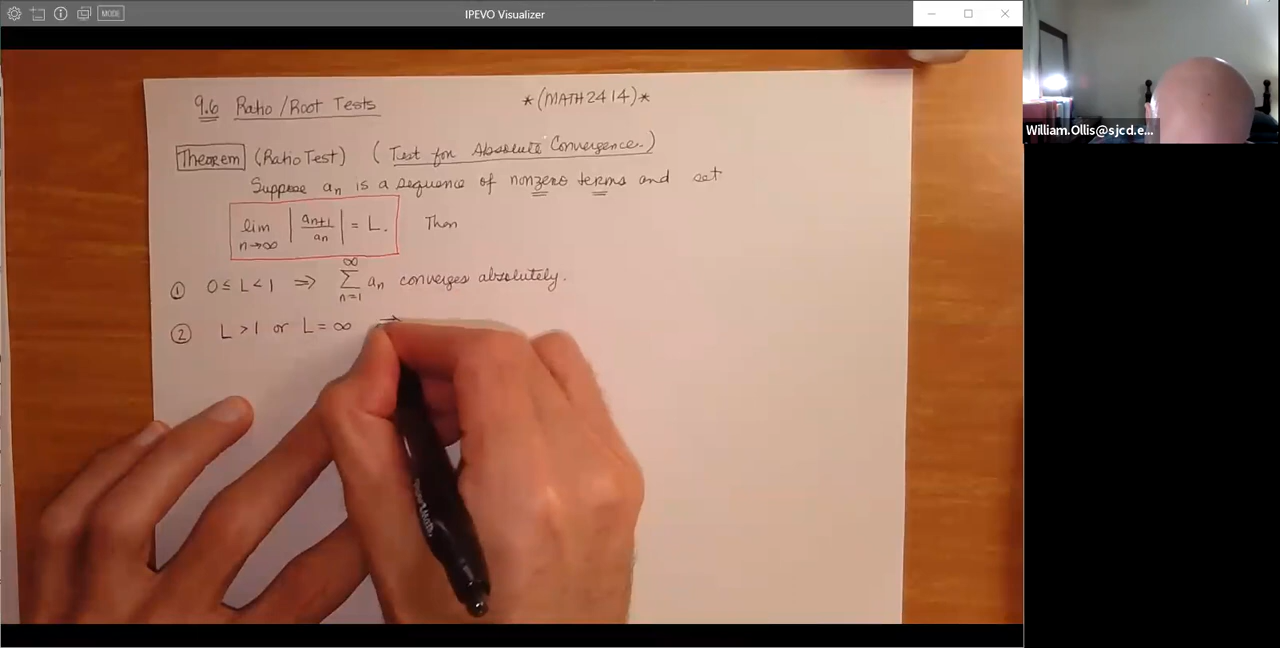 IPEVO Visualizer
MODE
9.6 Ratio/Root Tests
*(MATH2414)*
Theorem (Ratio Test) (Test for Absolute Convergence.)
Suppose aₙ is a sequence of nonzero terms and set
lim n→∞ |aₙ₊₁/aₙ| = L. Then
① 0 ≤ L < 1 ⇒ ∑ n=1 ∞ aₙ converges absolutely.
② L > 1 or L = ∞ ⇒
William.Ollis@sjcd.e...